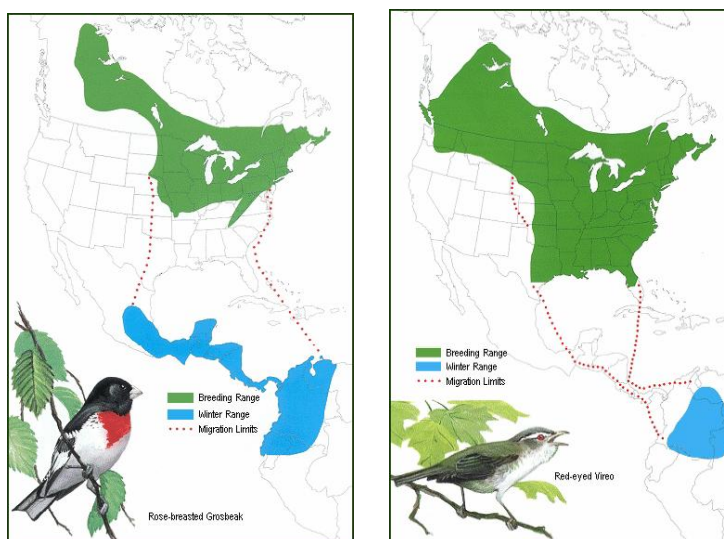 Breeding Range
Winter Range
Migration Limits
Rose-breasted Grosbeak
Breeding Range
Winter Range
Migration Limits
Red-eyed Vireo